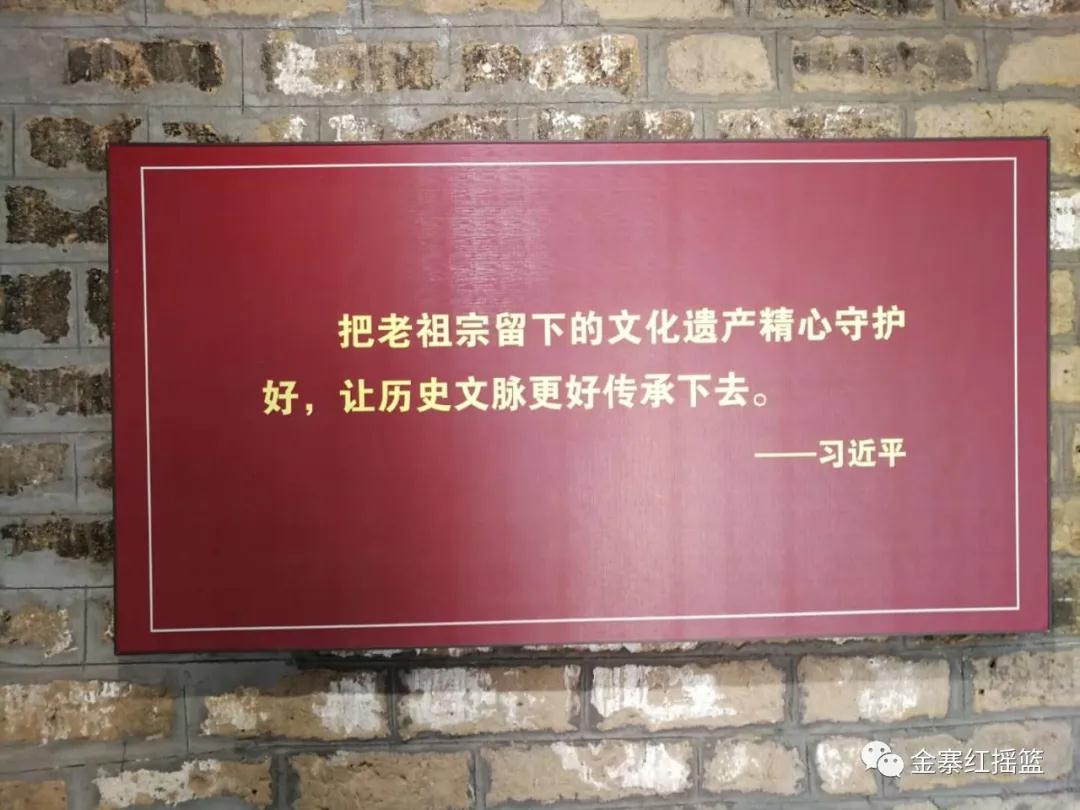 把老祖宗留下的文化遗产精心守护
好，让历史文脉更好传承下去。
——习近平
金寨红摇篮